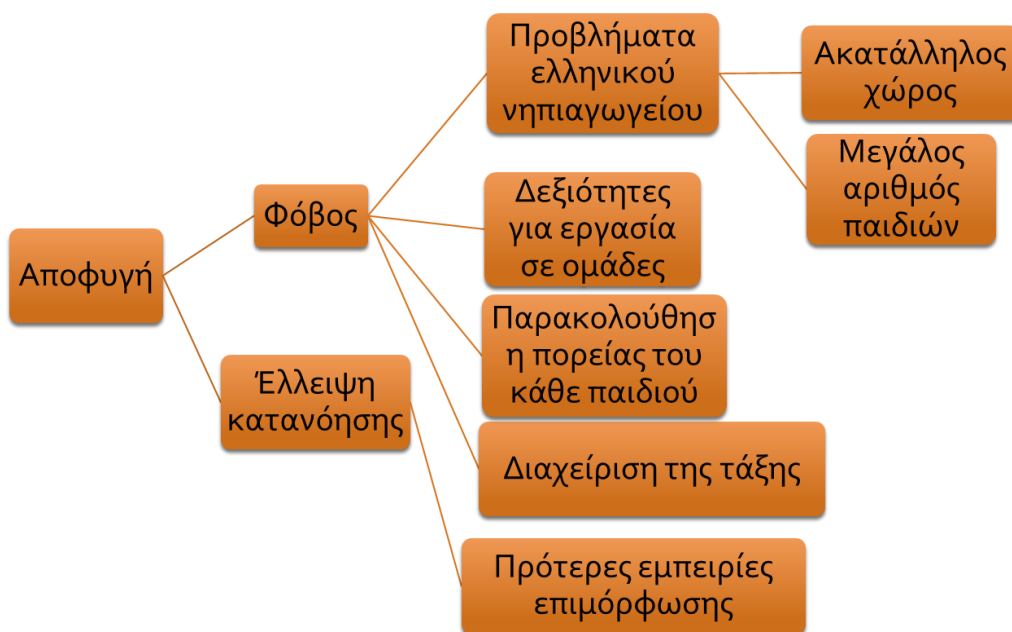 Προβλήματα
ελληνικού
νηπιαγωγείου
Ακατάλληλος
χώρος
Μεγάλος
αριθμός
παιδιών
Φόβος
Δεξιότητες
για εργασία
σε ομάδες
Αποφυγή
Παρακολούθησ
η πορείας του
κάθε παιδιού
Έλλειψη
κατανόησης
Διαχείριση της τάξης
Πρότερες εμπειρίες
επιμόρφωσης